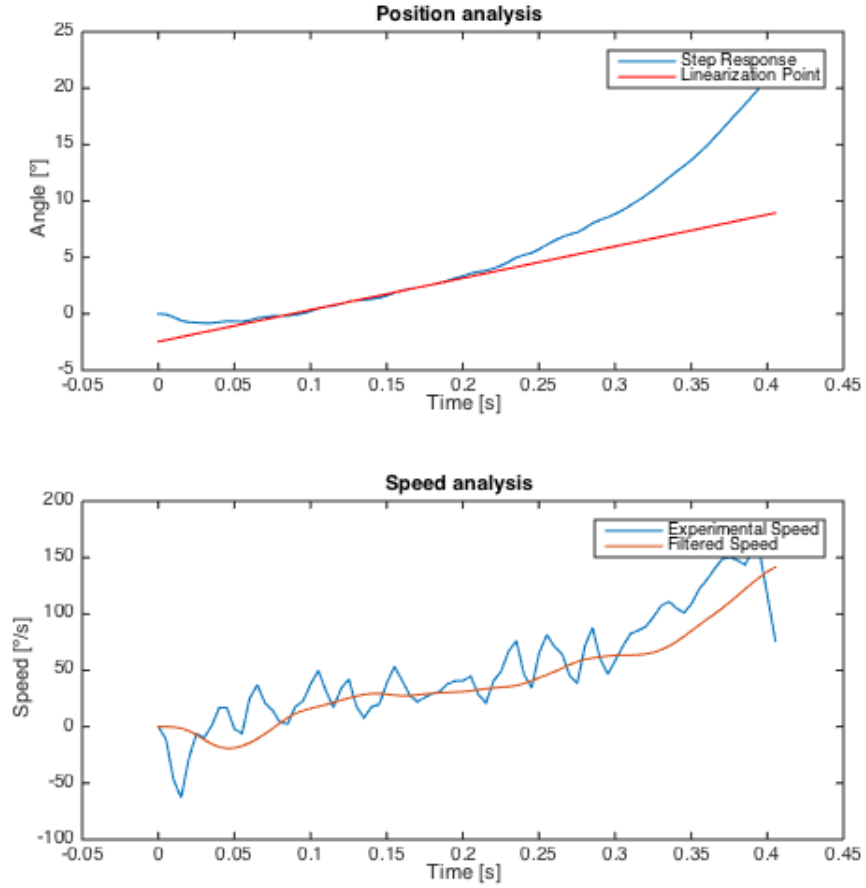 Position analysis
25
20
15
10
5
0
-5
Angle [°]
Step Response
Linearization Point
-0.05 0 0.05 0.1 0.15 0.2 0.25 0.3 0.35 0.4 0.45
Time [s]
Speed analysis
200
150
100
50
0
-50
-100
Speed [°/s]
Experimental Speed
Filtered Speed
-0.05 0 0.05 0.1 0.15 0.2 0.25 0.3 0.35 0.4 0.45
Time [s]